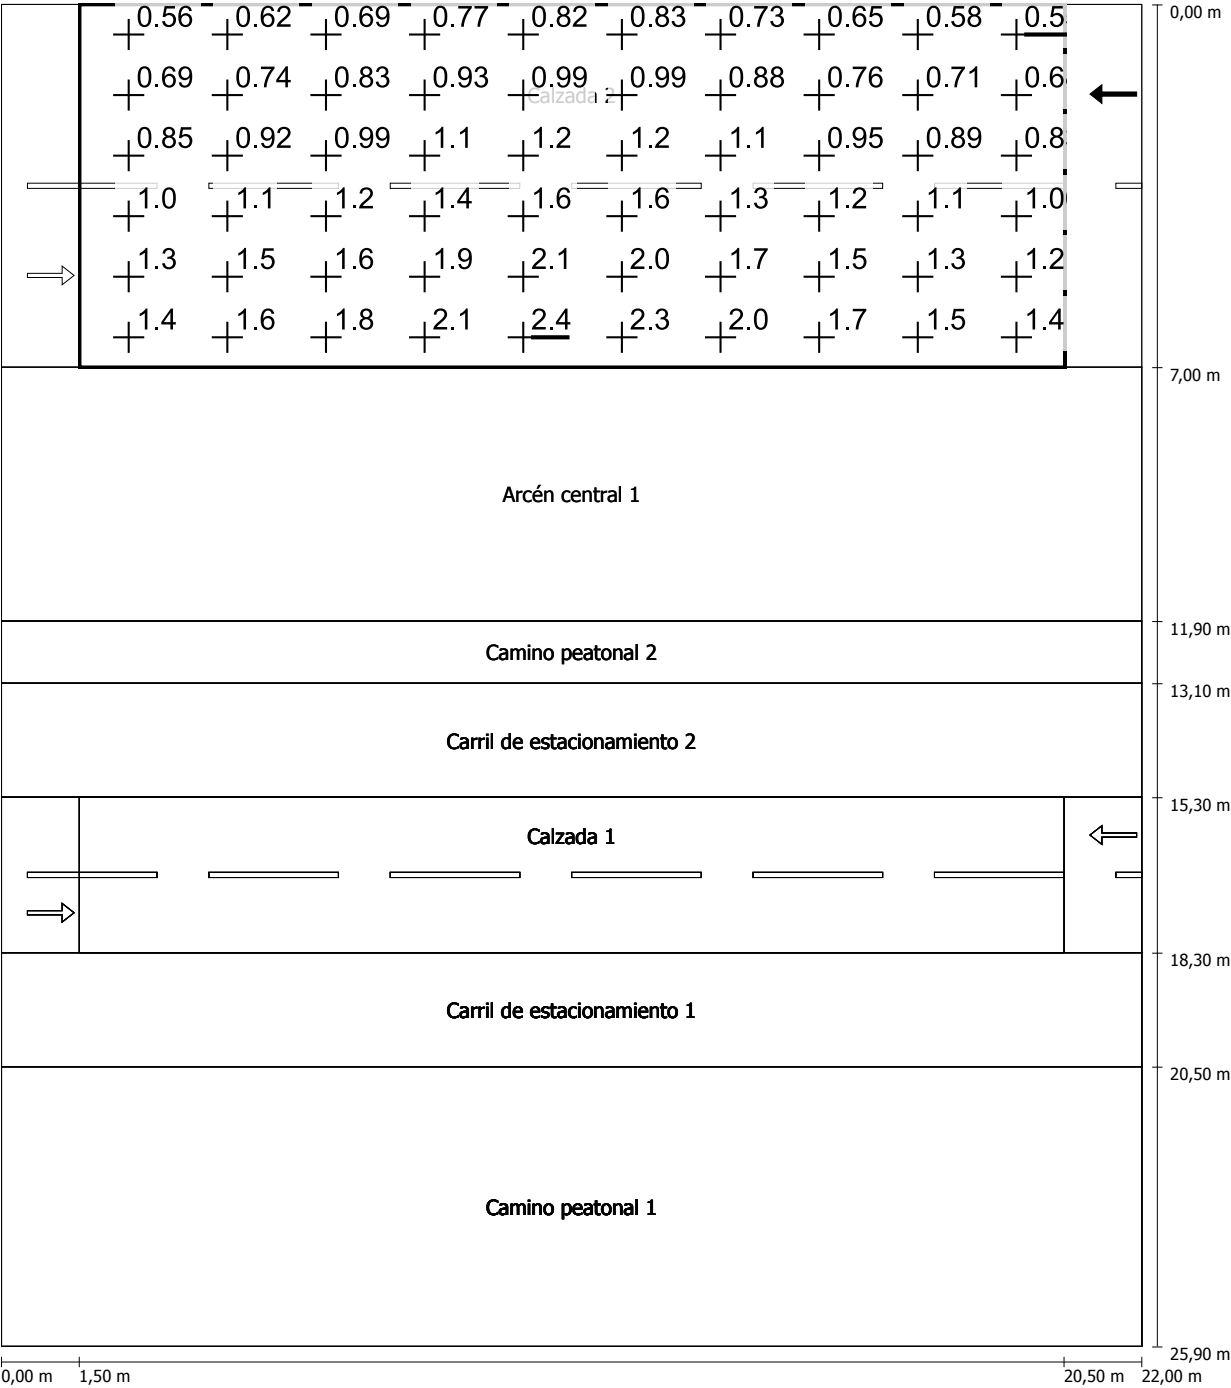 0.56 0.62 0.69 0.77 0.82 0.83 0.73 0.65 0.58
0,00 m
0.69 0.74 0.83 0.93 0.99 0.99 0.88 0.76 0.71
Calzada 2
0.85 0.92 0.99 1.1 1.2 1.2 1.1 0.95 0.89
1.0 1.1 1.2 1.4 1.6 1.6 1.3 1.2 1.1 1.0
1.3 1.5 1.6 1.9 2.1 2.0 1.7 1.5 1.3 1.2
1.4 1.6 1.8 2.1 2.4 2.3 2.0 1.7 1.5 1.4
7,00 m
Arcén central 1
11,90 m
Camino peatonal 2
13,10 m
Carril de estacionamiento 2
15,30 m
Calzada 1
18,30 m
Carril de estacionamiento 1
20,50 m
Camino peatonal 1
25,90 m
0,00 m 1,50 m 20,50 m 22,00 m